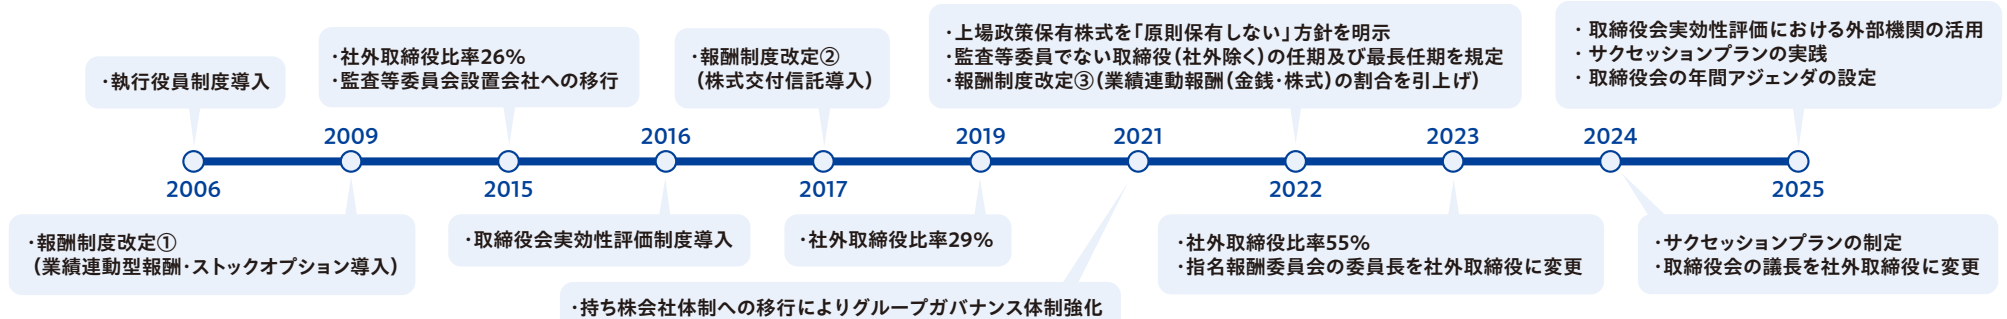 ・執行役員制度導入
2006
2009
・報酬制度改定①
（業績連動型報酬・ストックオプション導入）
・社外取締役比率26%
・監査等委員会設置会社への移行
2015
2016
・取締役会実効性評価制度導入
・報酬制度改定②
（株式交付信託導入）
2017
2019
・社外取締役比率29%
2021
・持ち株会社体制への移行によりグループガバナンス体制強化
・上場政策保有株式を「原則保有しない」方針を明示
・監査等委員でない取締役（社外除く）の任期及び最長任期を規定
・報酬制度改定③（業績連動報酬（金銭・株式）の割合を引上げ）
2022
2023
・社外取締役比率55%
・指名報酬委員会の委員長を社外取締役に変更
2024
・サクセッションプランの制定
・取締役会の議長を社外取締役に変更
・取締役会実効性評価における外部機関の活用
・サクセッションプランの実践
・取締役会の年間アジェンダの設定
2025